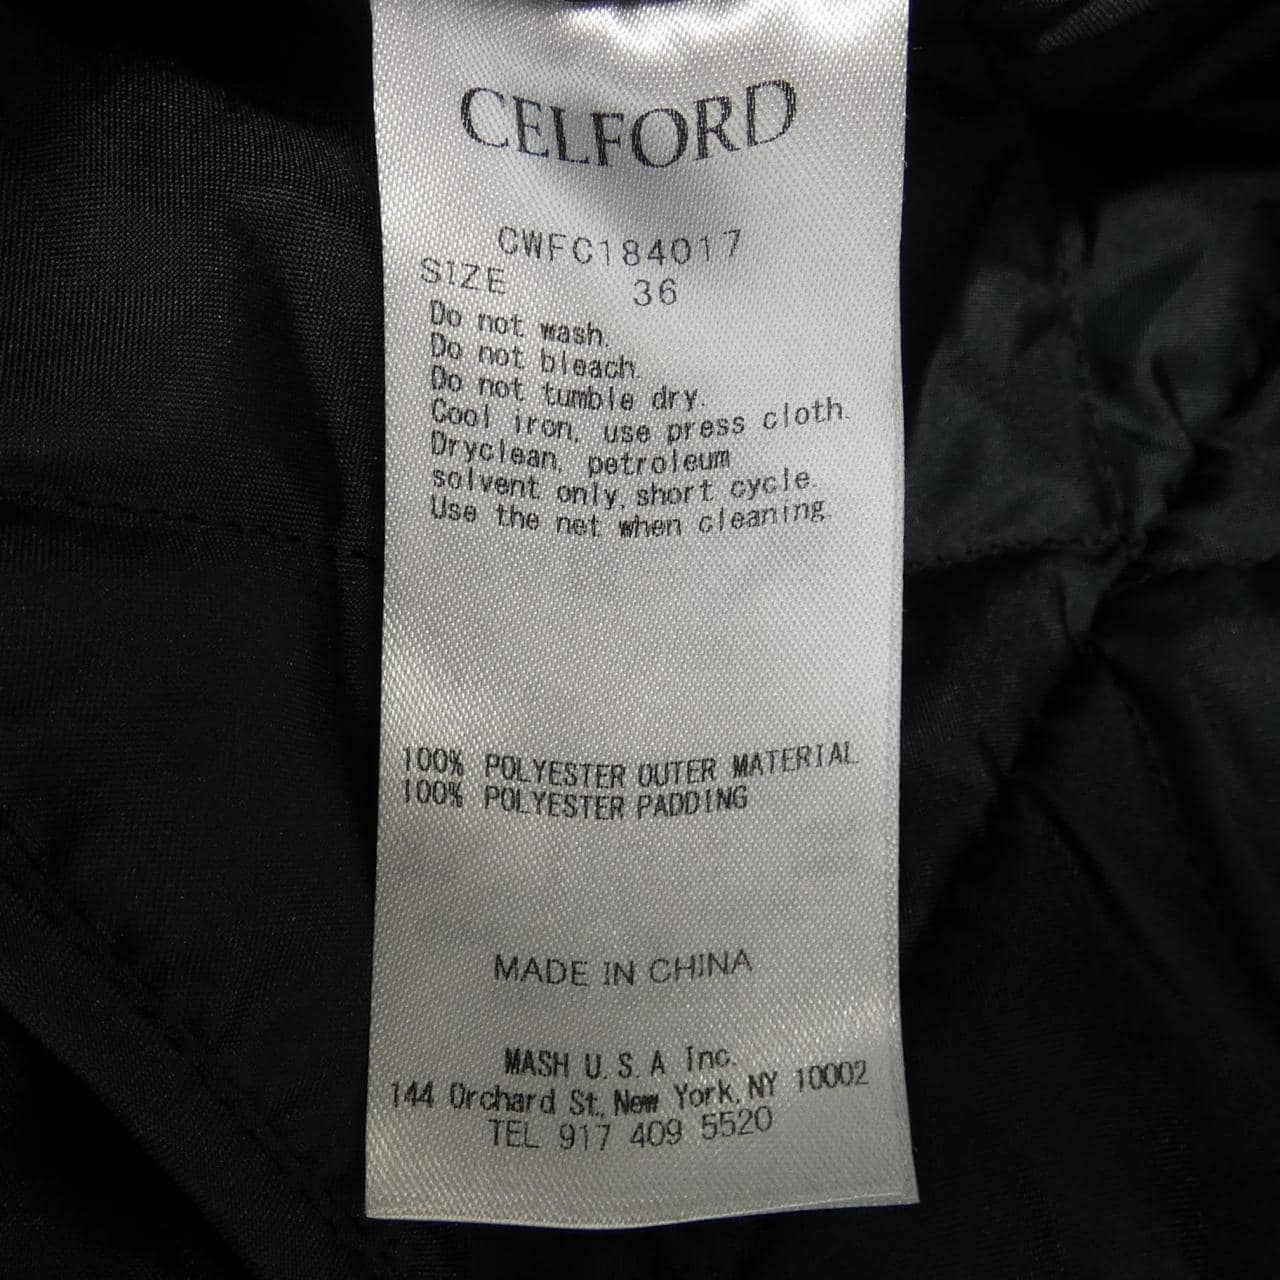 CELFORD
CWFC184017
SIZE 36
Do not wash.
Do not bleach.
Do not tumble dry.
Cool iron, use press cloth.
Dryclean, petroleum
solvent only, short cycle.
Use the net when cleaning.
100% POLYESTER OUTER MATERIAL
100% POLYESTER PADDING
MADE IN CHINA
MASH U.S.A Inc.
144 Orchard St, New York, NY 10002
TEL 917 409 5520